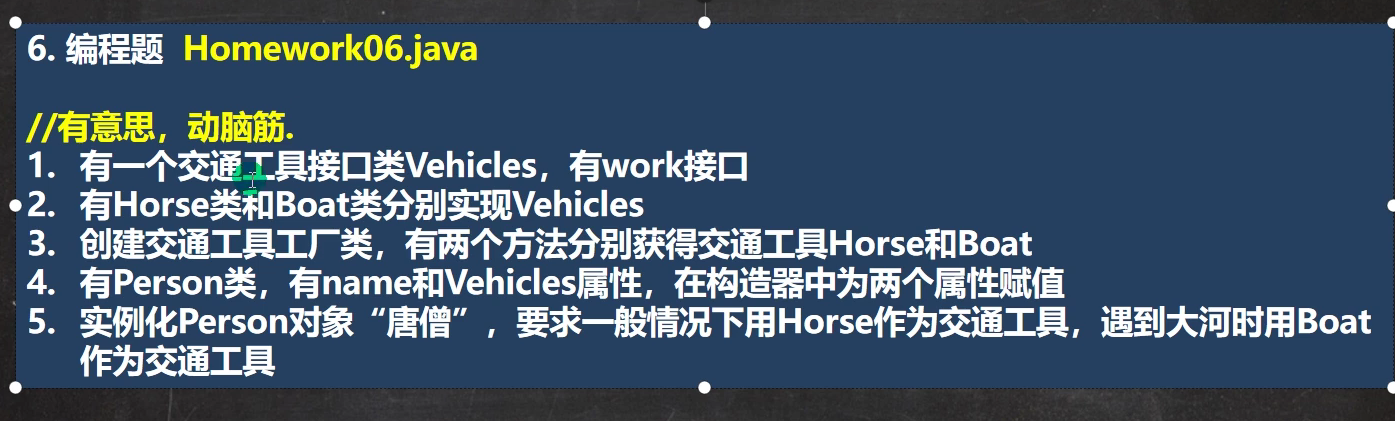 6. 编程题 Homework06.java
//有意思，动脑筋.
1. 有一个交通工具接口类Vehicles，有work接口
2. 有Horse类和Boat类分别实现Vehicles
3. 创建交通工具工厂类，有两个方法分别获得交通工具Horse和Boat
4. 有Person类，有name和Vehicles属性，在构造器中为两个属性赋值
5. 实例化Person对象“唐僧”，要求一般情况下用Horse作为交通工具，遇到大河时用Boat
作为交通工具